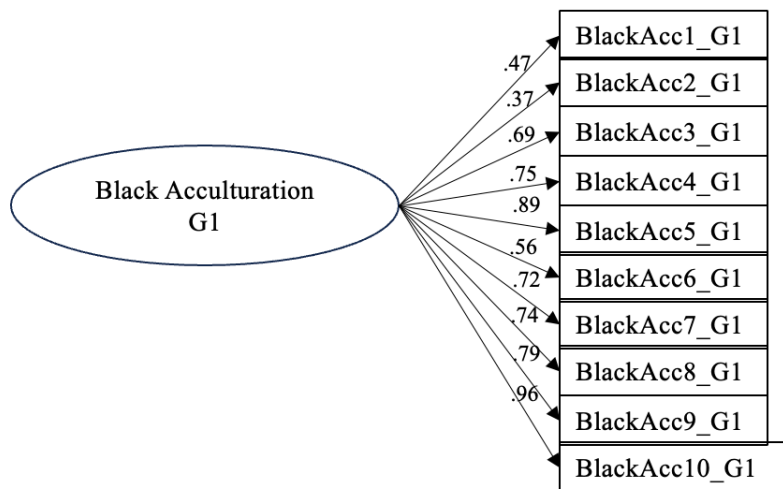 Black Acculturation
G1
.47
.37
.69
.75
.89
.56
.72
.74
.79
.96
BlackAcc1_G1
BlackAcc2_G1
BlackAcc3_G1
BlackAcc4_G1
BlackAcc5_G1
BlackAcc6_G1
BlackAcc7_G1
BlackAcc8_G1
BlackAcc9_G1
BlackAcc10_G1